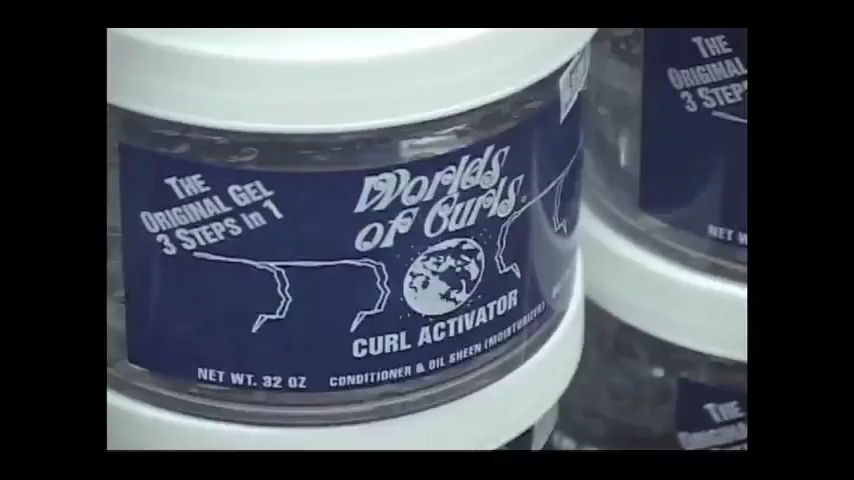 THE
ORIGINAL GEL
3 STEPS in 1
Worlds
of Curls
CURL ACTIVATOR
NET WT. 32 OZ
CONDITIONER & OIL SHEEN (MOISTURIZER)
THE
ORIGINAL
3 STEP
NET W
THE
ORIGINAL